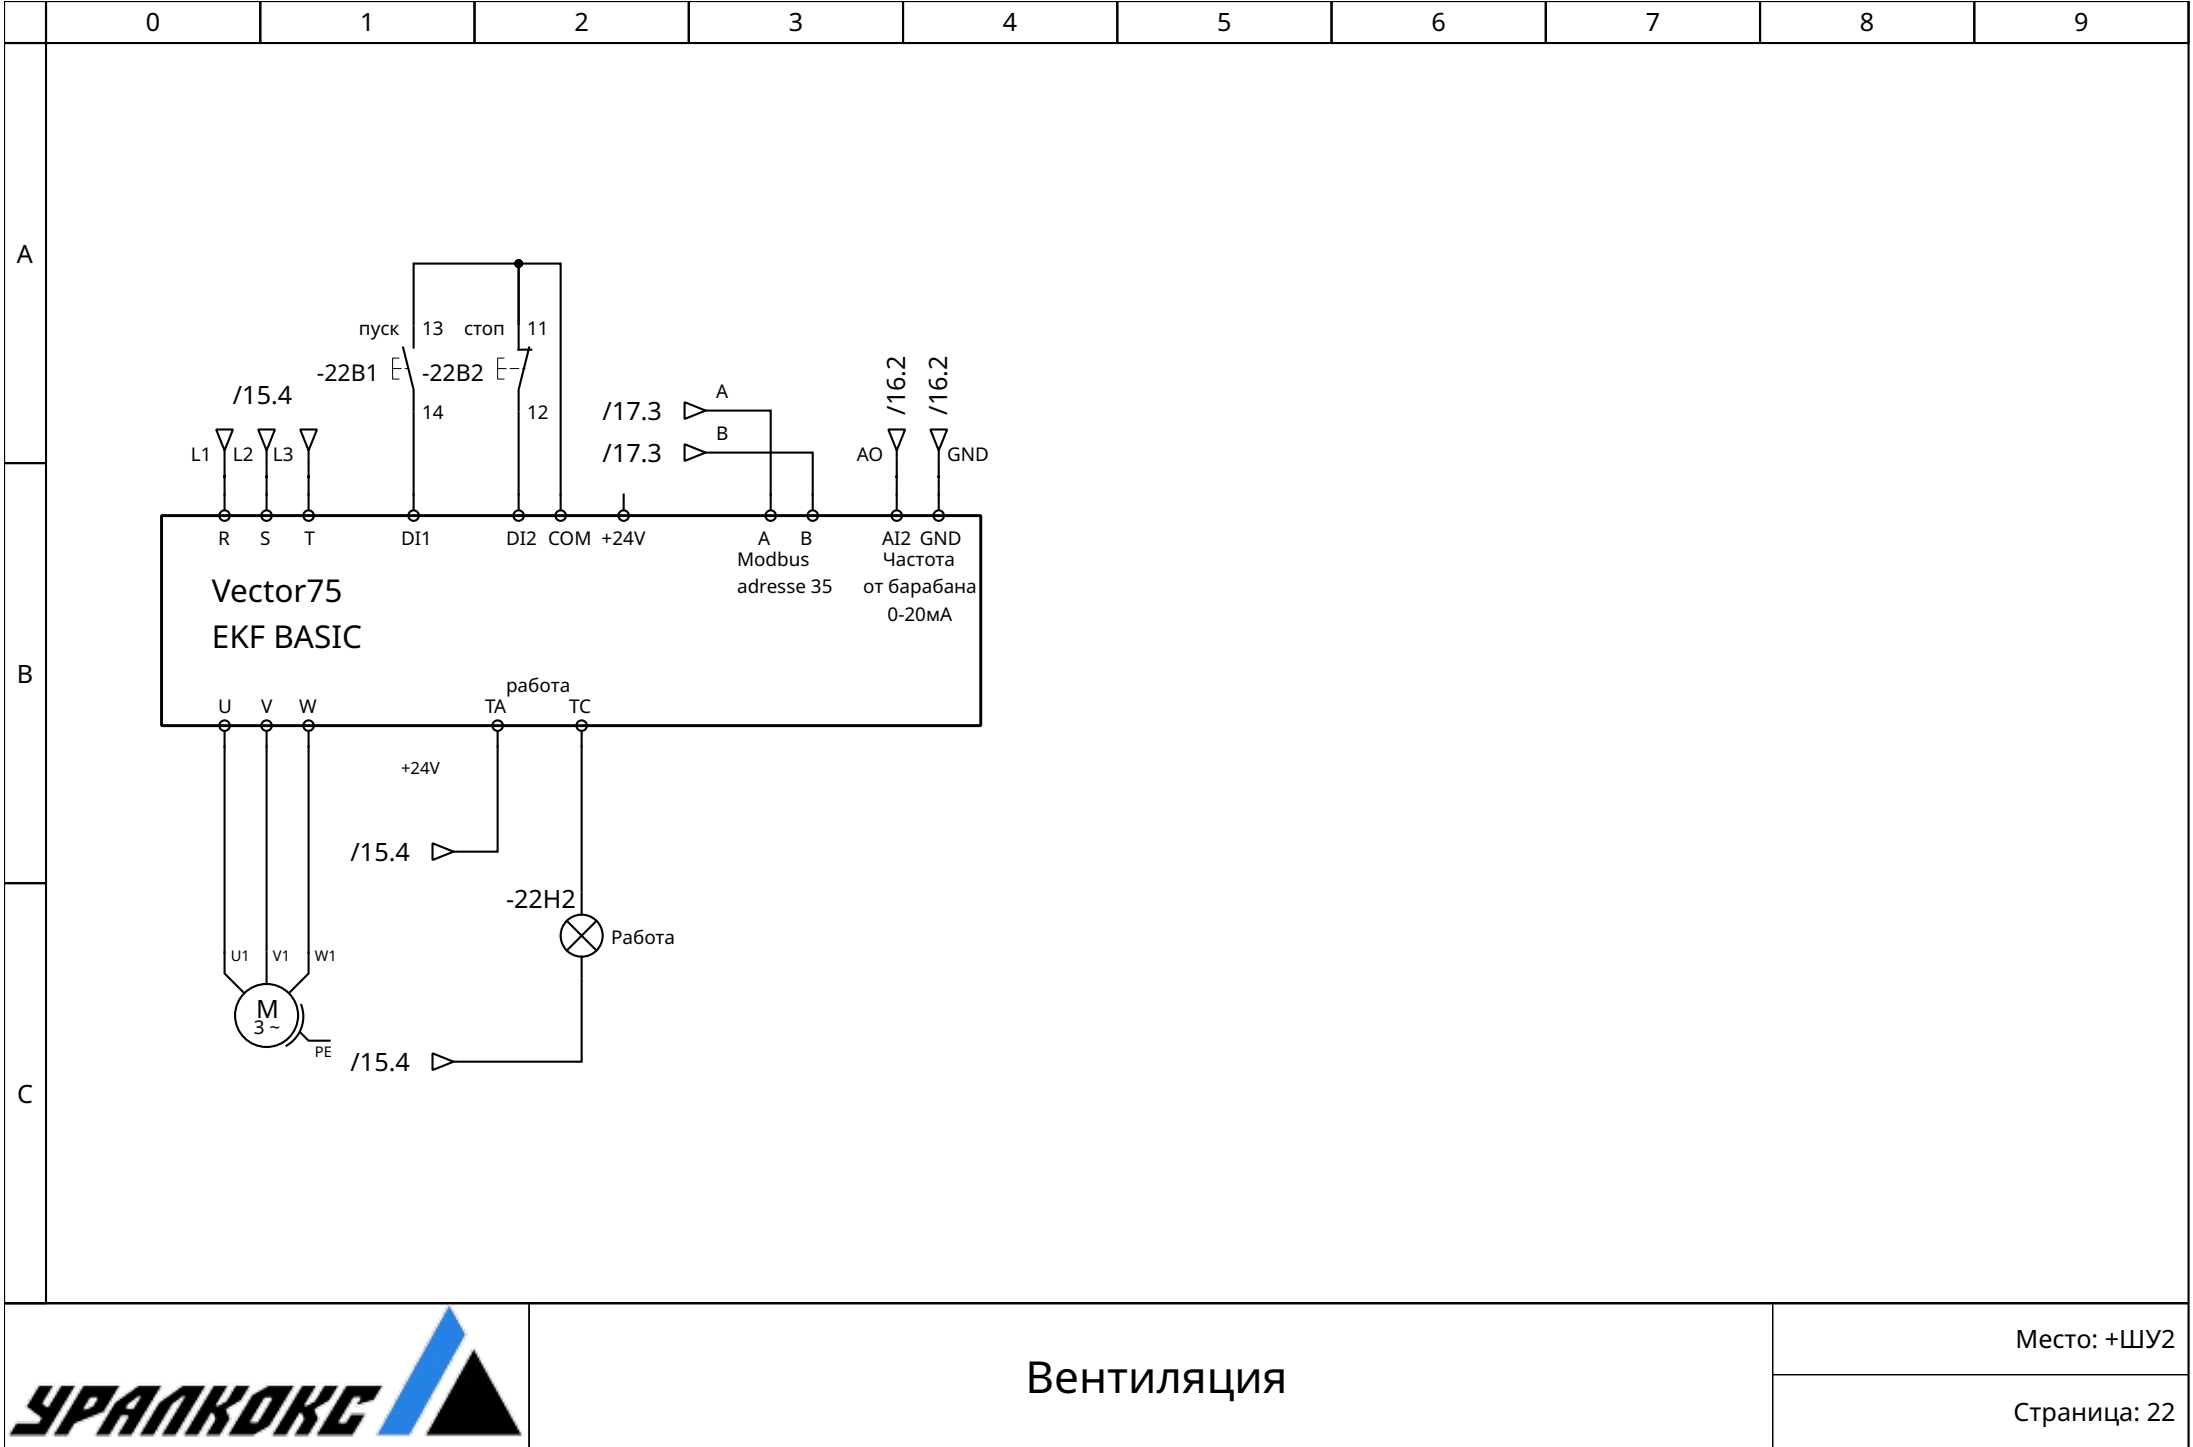 0 1 2 3 4 5 6 7 8 9
A
B
C
пуск 13 стоп 11
-22B1 -22B2
14 12
/15.4
L1 L2 L3
/17.3 A
/17.3 B
/16.2 /16.2
AO GND
R S T DI1 DI2 COM +24V A B AI2 GND
Modbus
adresse 35
Частота
от барабана
0-20мА
Vector75
EKF BASIC
работа
U V W TA TC
+24V
/15.4
-22H2
Работа
U1 V1 W1
M
3 ~
PE
/15.4
УРАЛКОКС
Вентиляция
Место: +ШУ2
Страница: 22